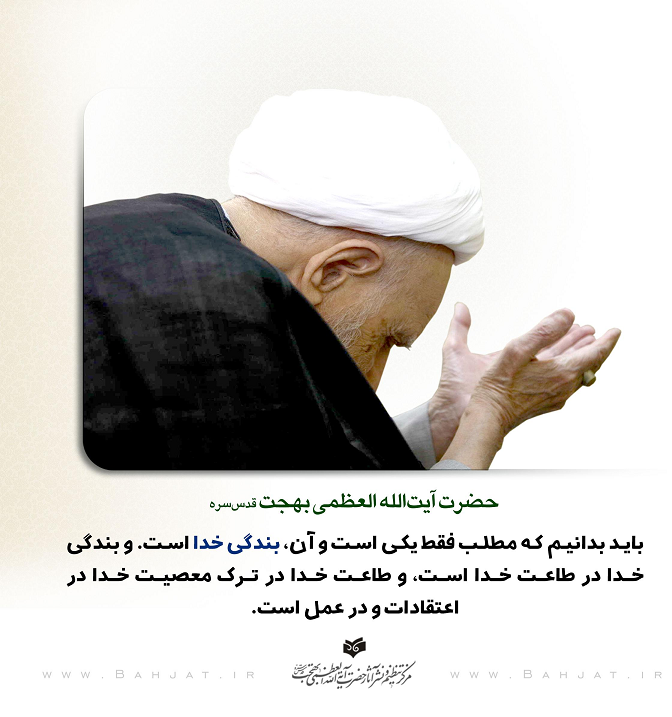 حضرت آیت‌الله العظمی بهجت قدس‌سره
باید بدانیم که مطلب فقط یکی است و آن، بندگی خدا است. و بندگی
خدا در طاعت خدا است، و طاعت خدا در ترک معصیت خدا در
اعتقادات و در عمل است.
www.Bahjat.ir
مرکز تنظیم و نشر آثار حضرت آیة الله العظمی بهجت
www.Bahjat.ir